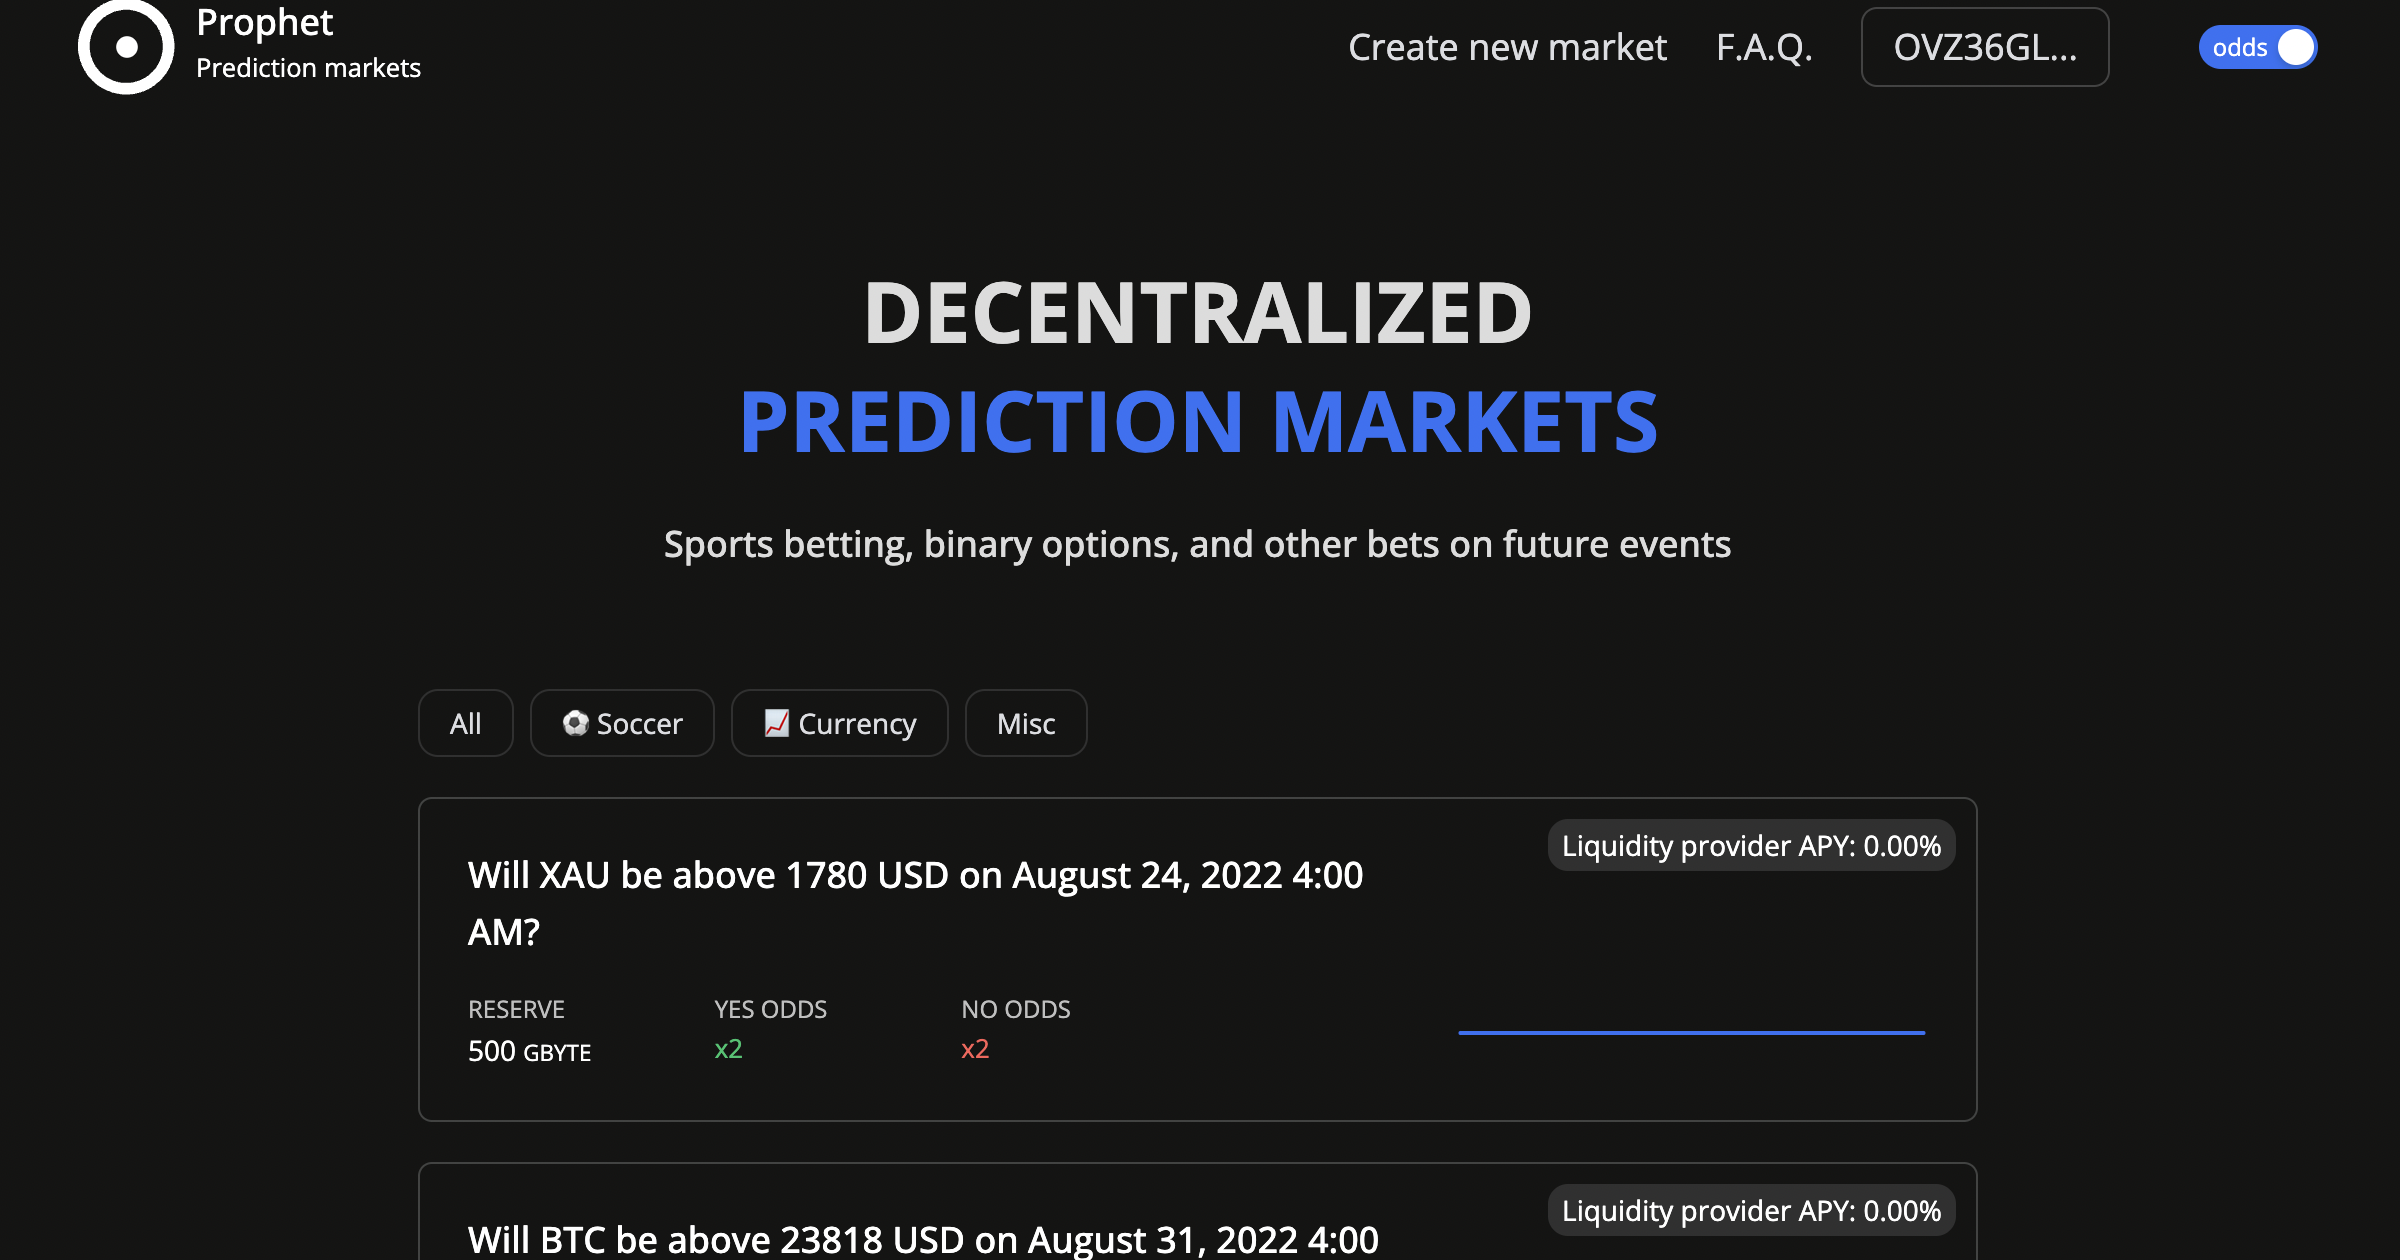 Prophet
Prediction markets
Create new market
F.A.Q.
OVZ36GL...
odds
DECENTRALIZED
PREDICTION MARKETS
Sports betting, binary options, and other bets on future events
All
Soccer
Currency
Misc
Liquidity provider APY: 0.00%
Will XAU be above 1780 USD on August 24, 2022 4:00
AM?
RESERVE
500 GBYTE
YES ODDS
x2
NO ODDS
x2
Liquidity provider APY: 0.00%
Will BTC be above 23818 USD on August 31, 2022 4:00